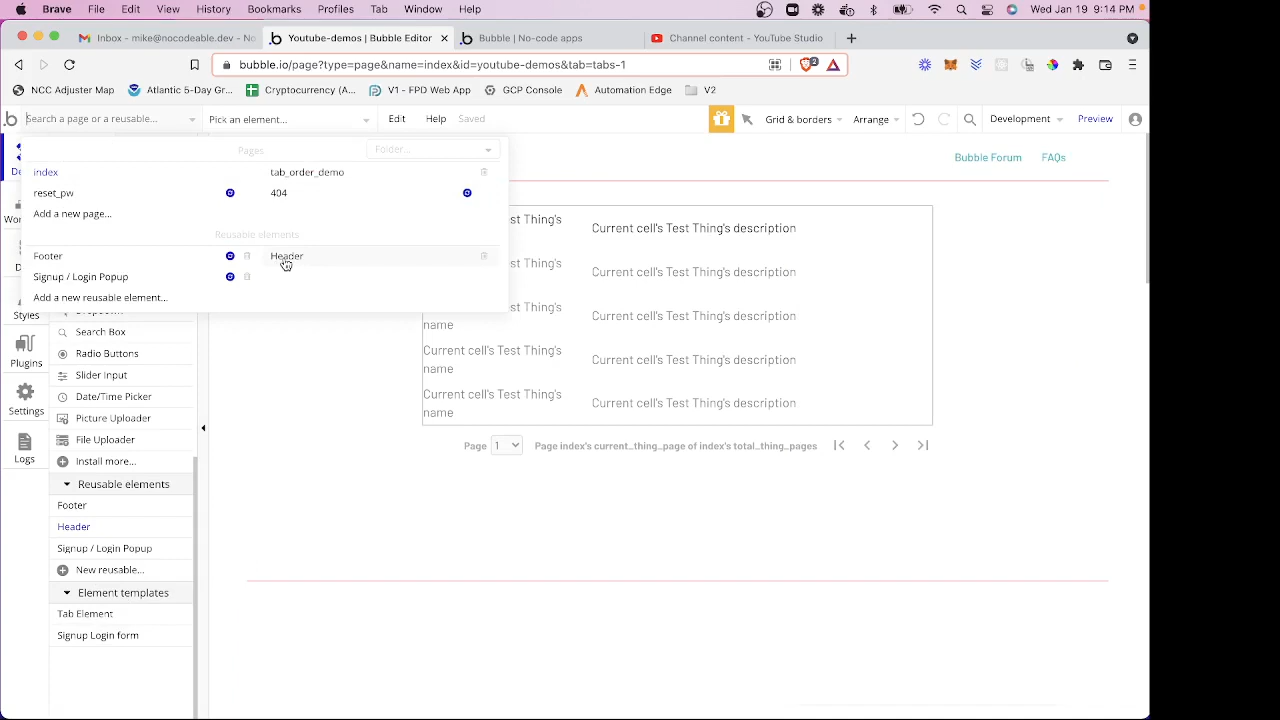 Brave File Edit View History Bookmarks Profiles Tab Window Help Wed Jan 19 9:14 PM
Inbox - mike@nocodeable.dev - No
Youtube-demos | Bubble Editor
Bubble | No-code apps
Channel content - YouTube Studio
bubble.io/page?type=page&name=index&id=youtube-demos&tab=tabs-1
2
NCC Adjuster Map Atlantic 5-Day Gr... Cryptocurrency (A... V1 - FPD Web App GCP Console Automation Edge V2
Search a page or a reusable... Pick an element... Edit Help Saved Grid & borders Arrange Development Preview
Pages Folder...
index tab_order_demo
reset_pw 404
Add a new page...
Reusable elements
Footer Header
Signup / Login Popup
Add a new reusable element...
Bubble Forum FAQs
st Thing's
Current cell's Test Thing's description
st Thing's
Current cell's Test Thing's description
st Thing's
name
Current cell's Test Thing's description
Current cell's Test Thing's
name
Current cell's Test Thing's description
Current cell's Test Thing's
name
Current cell's Test Thing's description
Page 1 Page index's current_thing_page of index's total_thing_pages
Styles
Plugins
Settings
Logs
Search Box
Radio Buttons
Slider Input
Date/Time Picker
Picture Uploader
File Uploader
Install more...
Reusable elements
Footer
Header
Signup / Login Popup
New reusable...
Element templates
Tab Element
Signup Login form